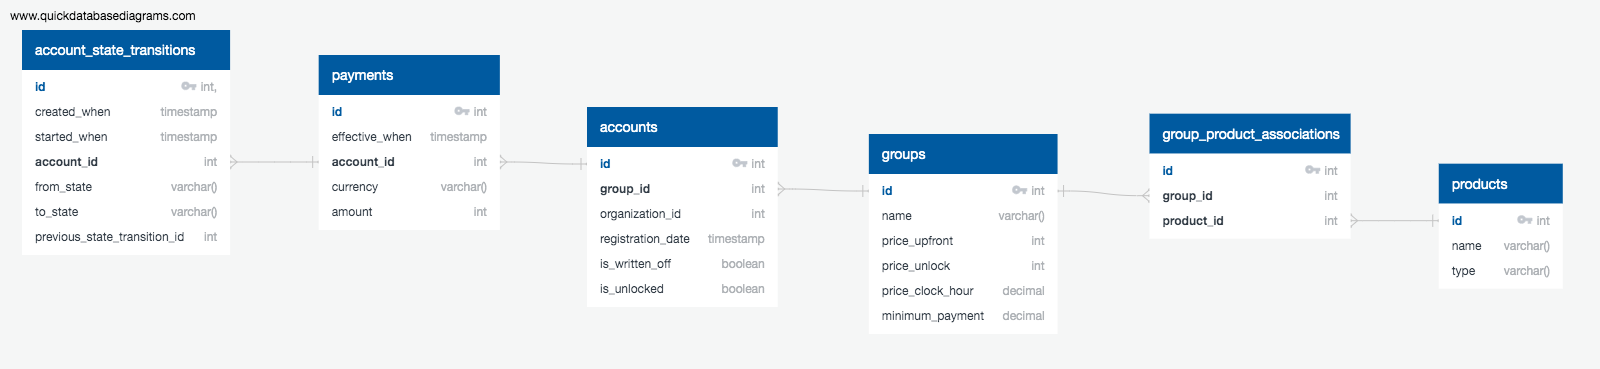 www.quickdatabasediagrams.com
account_state_transitions
id int,
created_when timestamp
started_when timestamp
account_id int
from_state varchar()
to_state varchar()
previous_state_transition_id int
payments
id int
effective_when timestamp
account_id int
currency varchar()
amount int
accounts
id int
group_id int
organization_id int
registration_date timestamp
is_written_off boolean
is_unlocked boolean
groups
id int
name varchar()
price_upfront int
price_unlock int
price_clock_hour decimal
minimum_payment decimal
group_product_associations
id int
group_id int
product_id int
products
id int
name varchar()
type varchar()